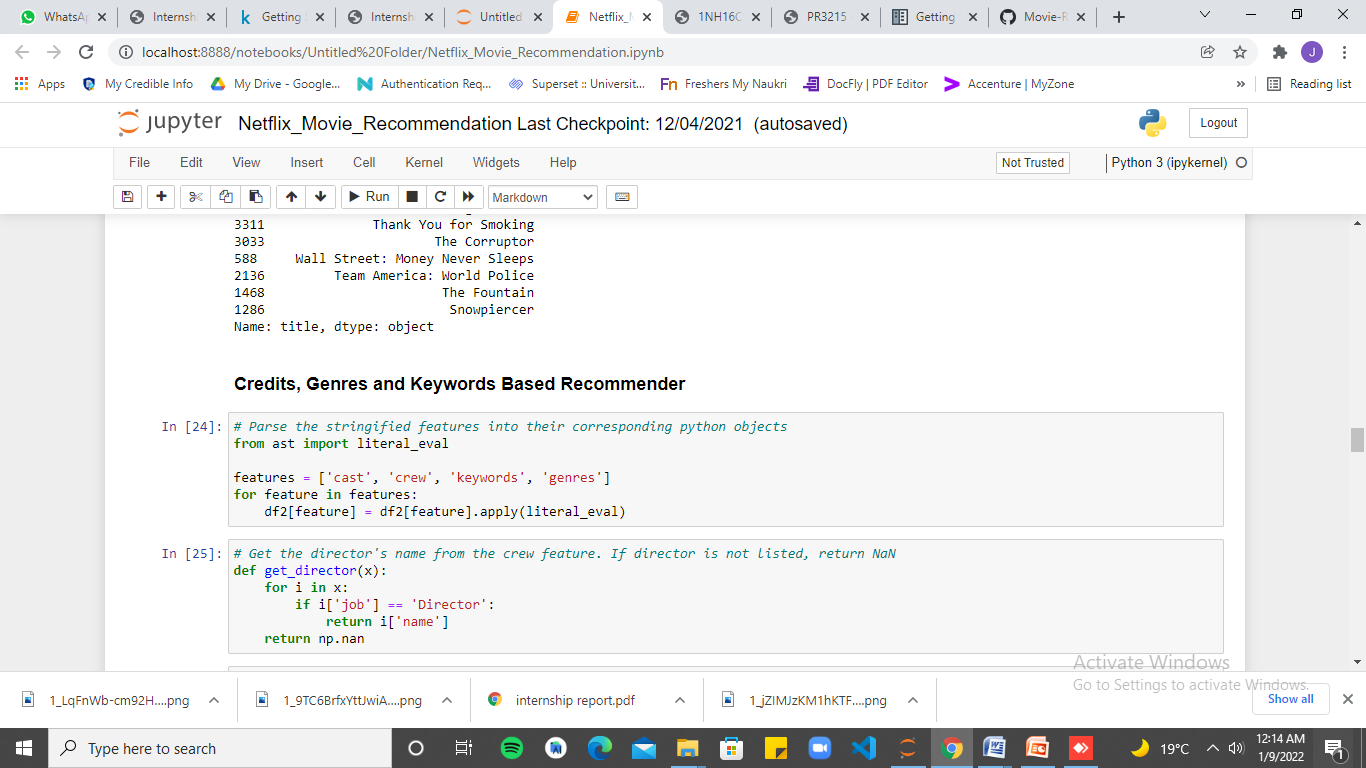 WhatsAp
Internsh
Getting
Internsh
Untitled
Netflix_M
1NH16C
PR3215
Getting
Movie-R
localhost:8888/notebooks/Untitled%20Folder/Netflix_Movie_Recommendation.ipynb
J
Apps
My Credible Info
My Drive - Google...
Authentication Req...
Superset :: Universit...
Freshers My Naukri
DocFly | PDF Editor
Accenture | MyZone
»
Reading list
jupyter Netflix_Movie_Recommendation Last Checkpoint: 12/04/2021 (autosaved)
Logout
File Edit View Insert Cell Kernel Widgets Help
Not Trusted
Python 3 (ipykernel)
Run
Markdown
3311 Thank You for Smoking
3033 The Corruptor
588 Wall Street: Money Never Sleeps
2136 Team America: World Police
1468 The Fountain
1286 Snowpiercer
Name: title, dtype: object
Credits, Genres and Keywords Based Recommender
In [24]: # Parse the stringified features into their corresponding python objects
from ast import literal_eval
features = ['cast', 'crew', 'keywords', 'genres']
for feature in features:
df2[feature] = df2[feature].apply(literal_eval)
In [25]: # Get the director's name from the crew feature. If director is not listed, return NaN
def get_director(x):
for i in x:
if i['job'] == 'Director':
return i['name']
return np.nan
Activate Windows
Go to Settings to activate Windows.
1_LqFnWb-cm92H....png
1_9TC6BrfxYttJwiA....png
internship report.pdf
1_jZIMJzKM1hKTF....png
Show all
Type here to search
19°C
12:14 AM
1/9/2022
1